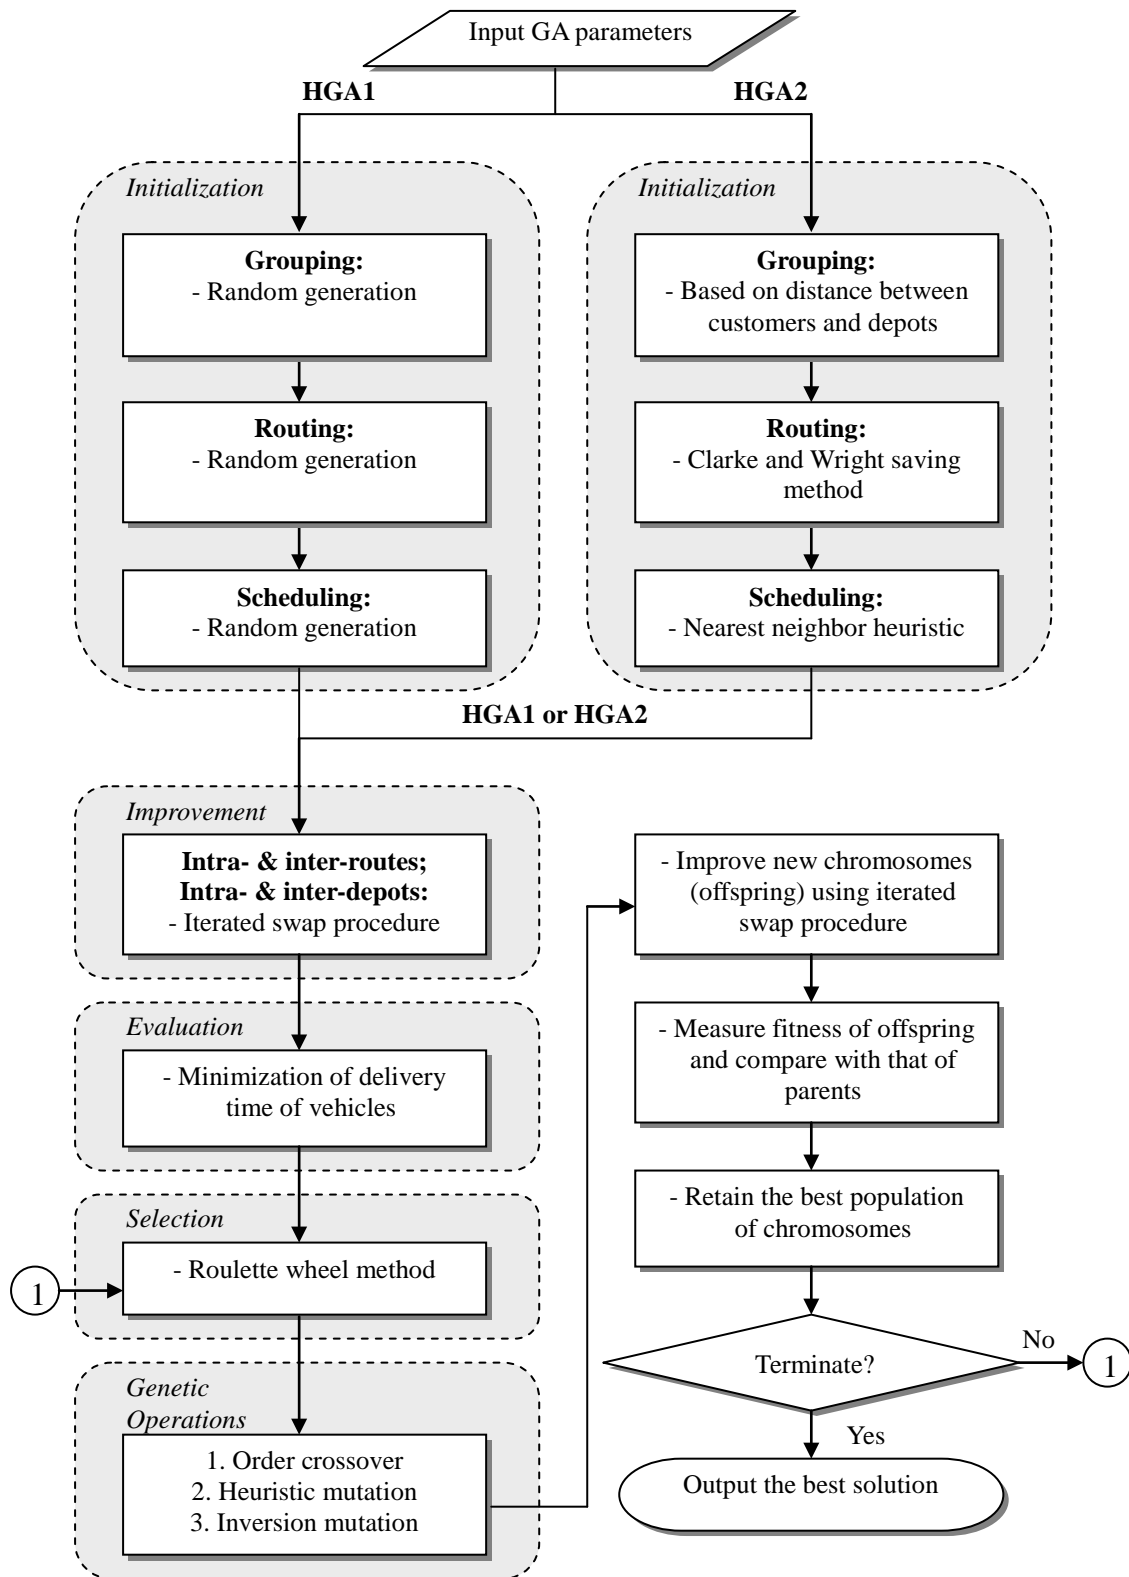 Input GA parameters
HGA1
HGA2
Initialization
Grouping:
- Random generation
Routing:
- Random generation
Scheduling:
- Random generation
Initialization
Grouping:
- Based on distance between
customers and depots
Routing:
- Clarke and Wright saving
method
Scheduling:
- Nearest neighbor heuristic
HGA1 or HGA2
Improvement
Intra- & inter-routes;
Intra- & inter-depots:
- Iterated swap procedure
Evaluation
- Minimization of delivery
time of vehicles
Selection
- Roulette wheel method
1
Genetic
Operations
1. Order crossover
2. Heuristic mutation
3. Inversion mutation
- Improve new chromosomes
(offspring) using iterated
swap procedure
- Measure fitness of offspring
and compare with that of
parents
- Retain the best population
of chromosomes
Terminate?
No
1
Yes
Output the best solution